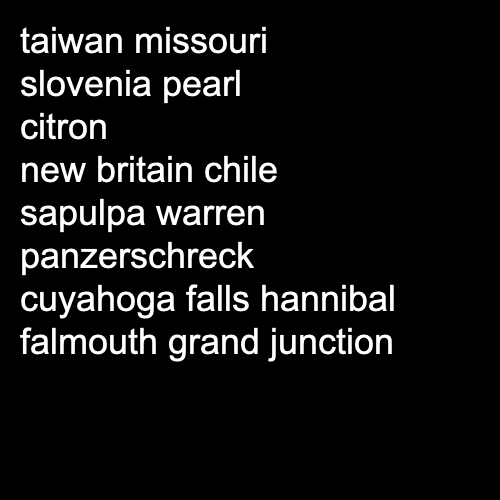 taiwan missouri
slovenia pearl
citron
new britain chile
sapulpa warren
panzerschreck
cuyahoga falls hannibal
falmouth grand junction